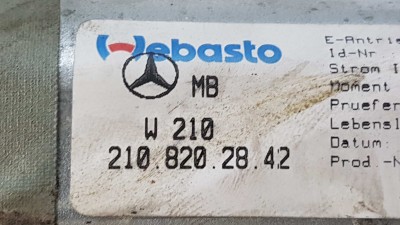 Webasto
MB
W 210
210 820.28.42
E-Antrie
Id-Nr
Strom I
Moment
Pruefer
Lebensl
Datum:
Prod.-N